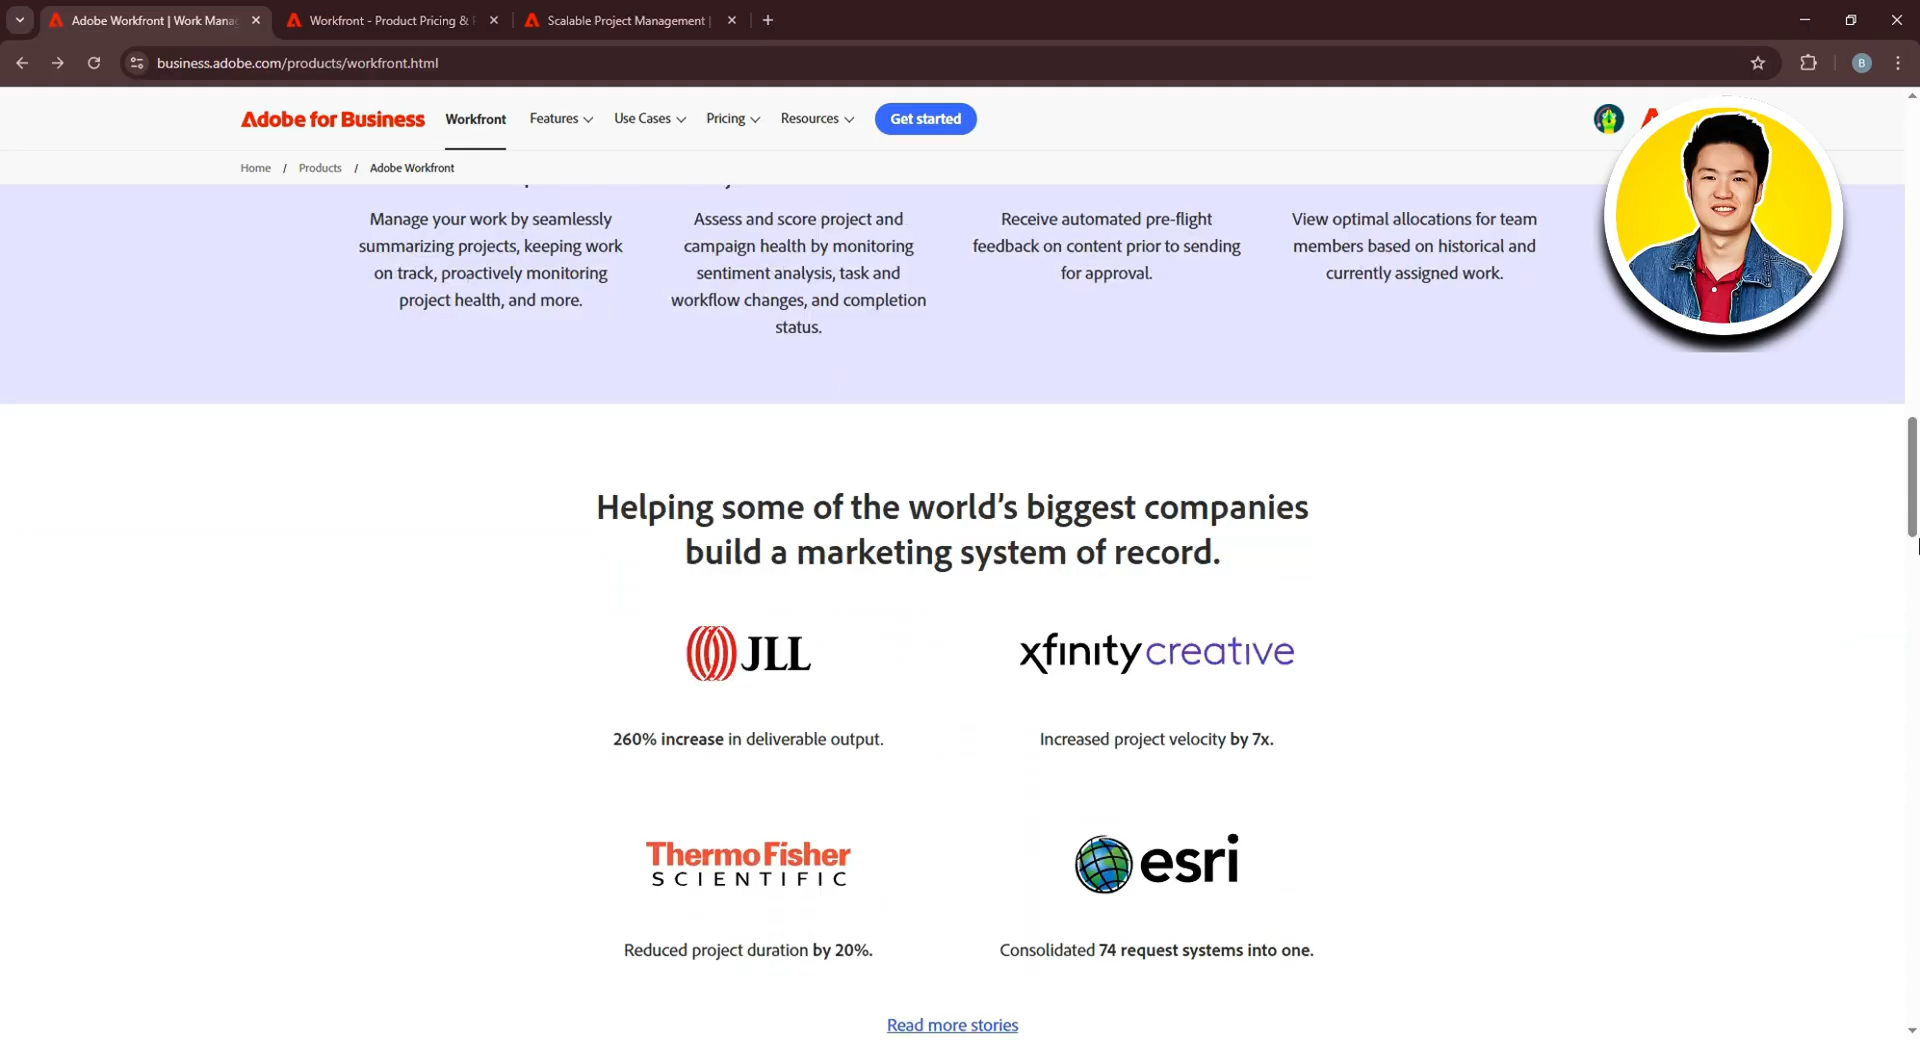 Adobe Workfront | Work Mana
Workfront - Product Pricing &
Scalable Project Management |
business.adobe.com/products/workfront.html
B
Adobe for Business
Workfront
Features
Use Cases
Pricing
Resources
Get started
Home / Products / Adobe Workfront
Manage your work by seamlessly
summarizing projects, keeping work
on track, proactively monitoring
project health, and more.
Assess and score project and
campaign health by monitoring
sentiment analysis, task and
workflow changes, and completion
status.
Receive automated pre-flight
feedback on content prior to sending
for approval.
View optimal allocations for team
members based on historical and
currently assigned work.
Helping some of the world's biggest companies
build a marketing system of record.
JLL
xfinity creative
260% increase in deliverable output.
Increased project velocity by 7x.
ThermoFisher
SCIENTIFIC
esri
Reduced project duration by 20%.
Consolidated 74 request systems into one.
Read more stories